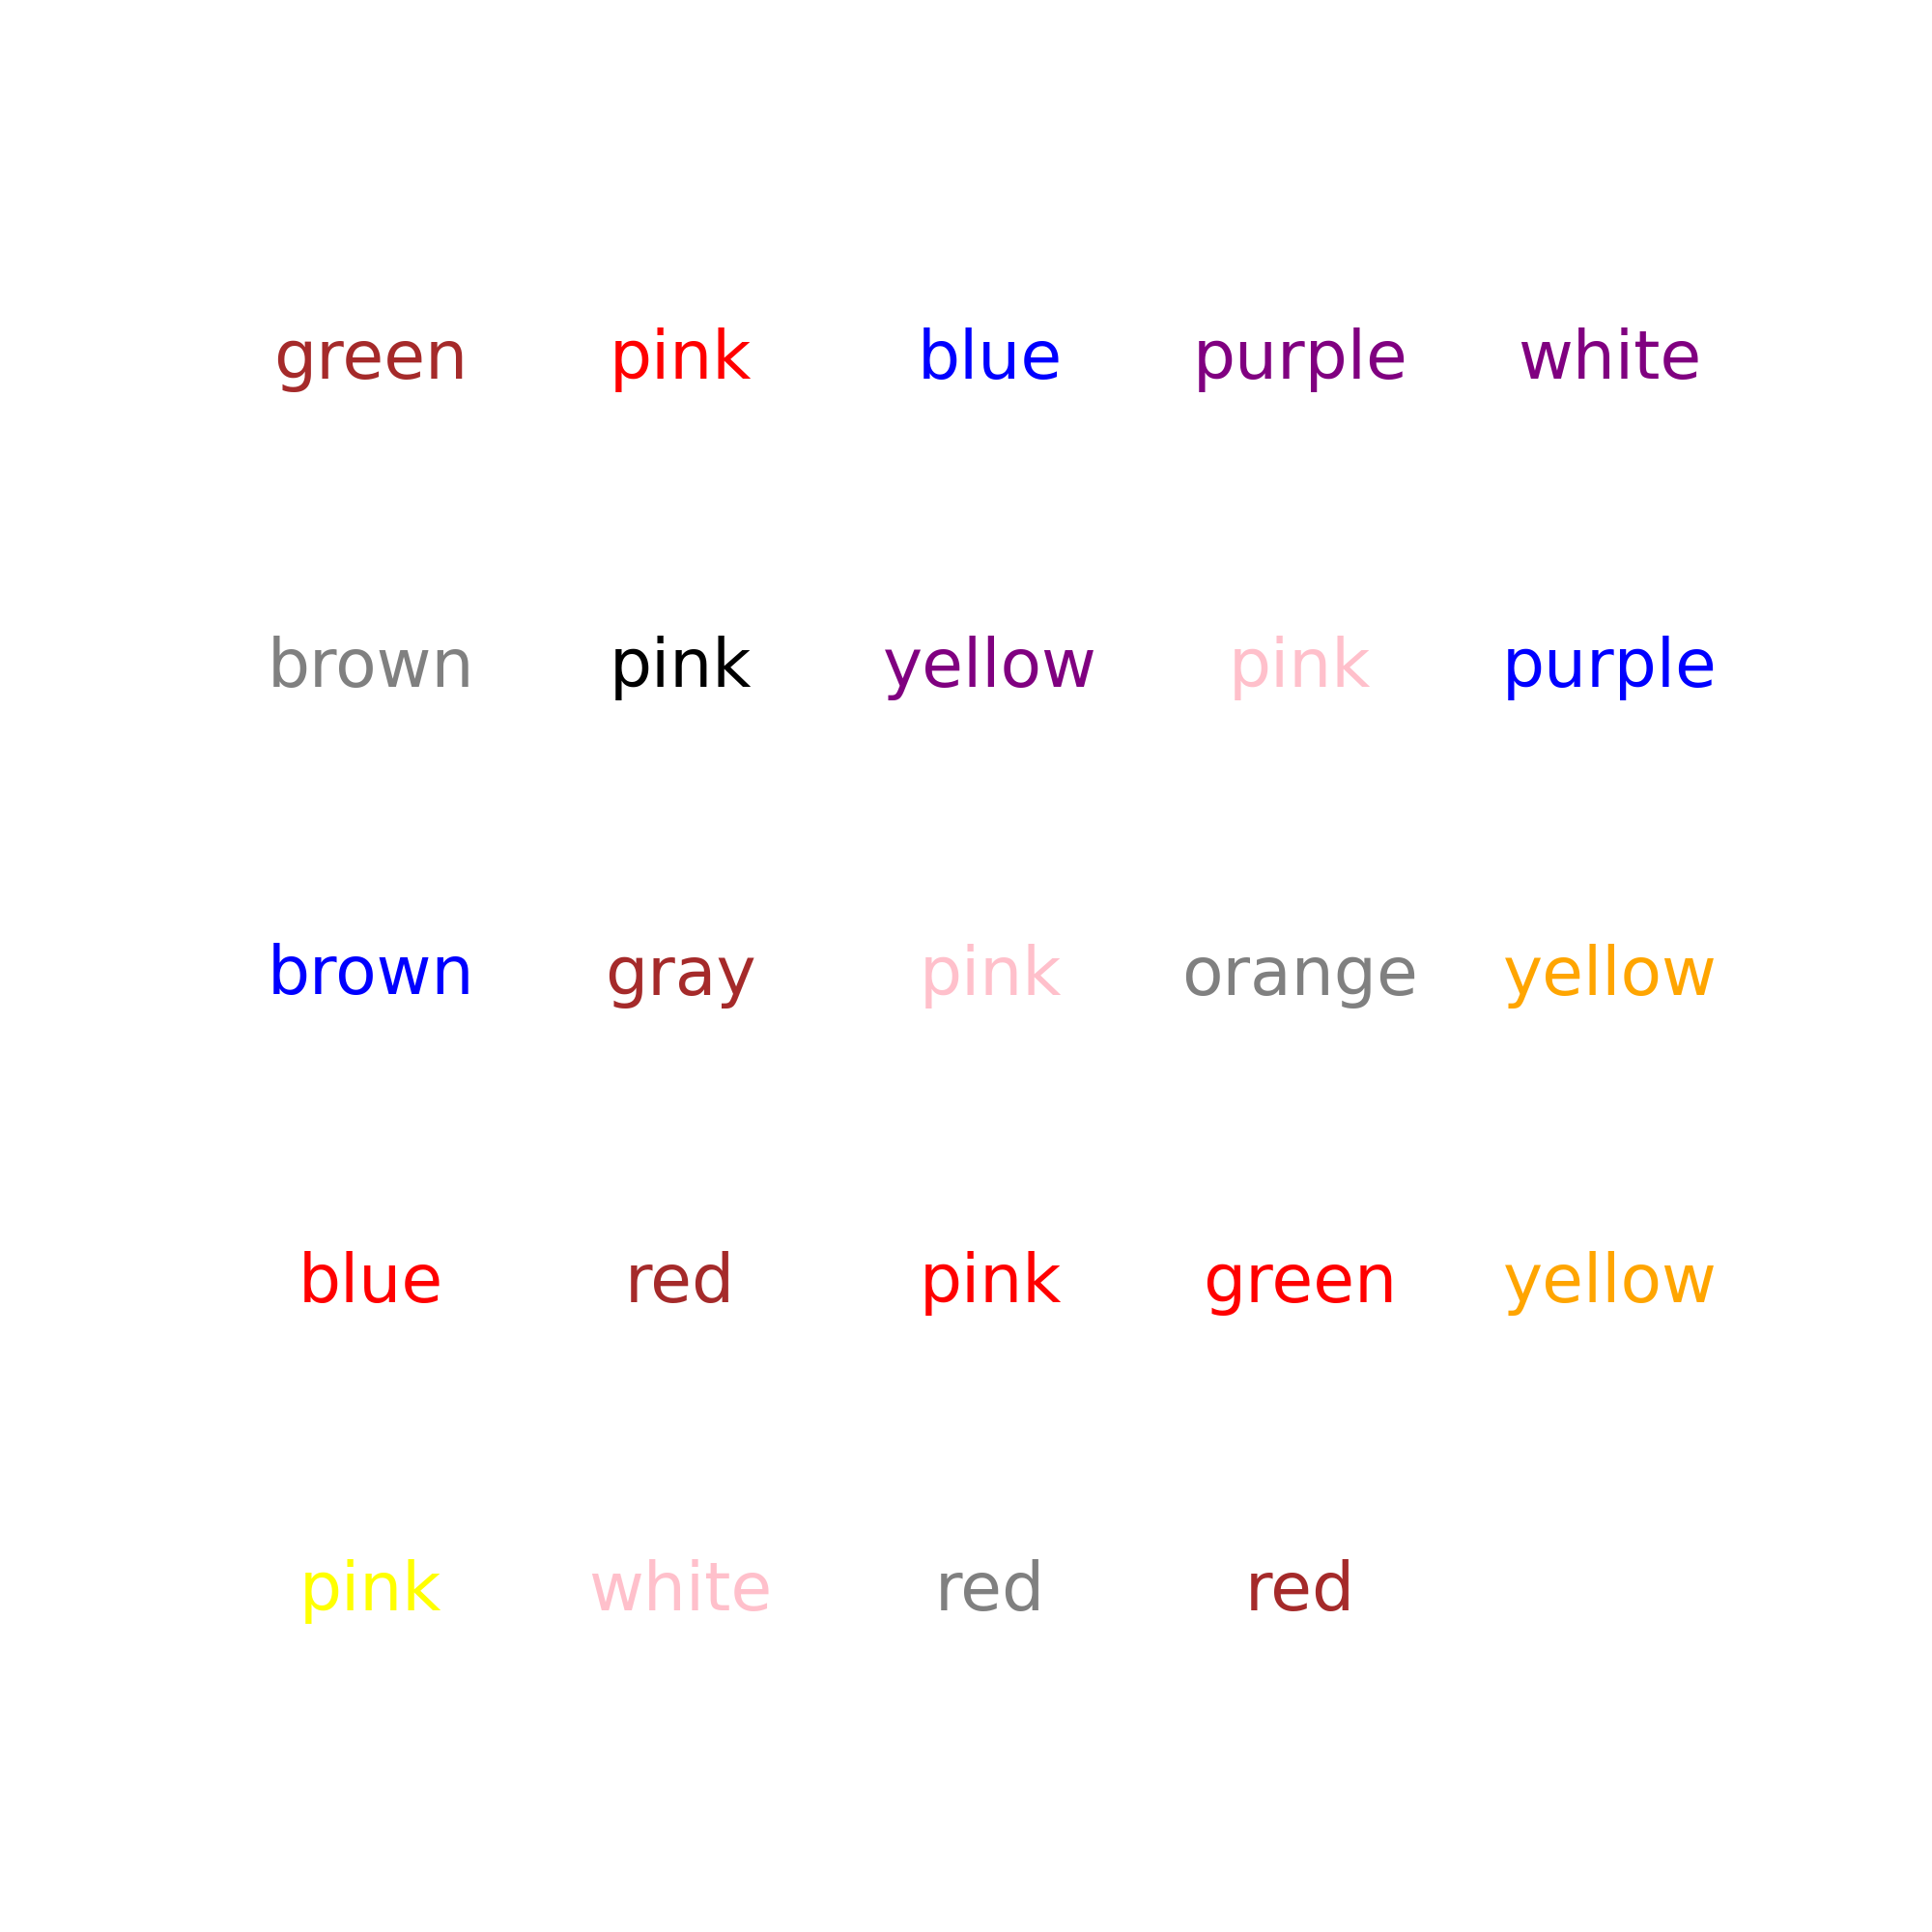 green pink blue purple white
brown pink yellow pink purple
brown gray pink orange yellow
blue red pink green yellow
pink white red red